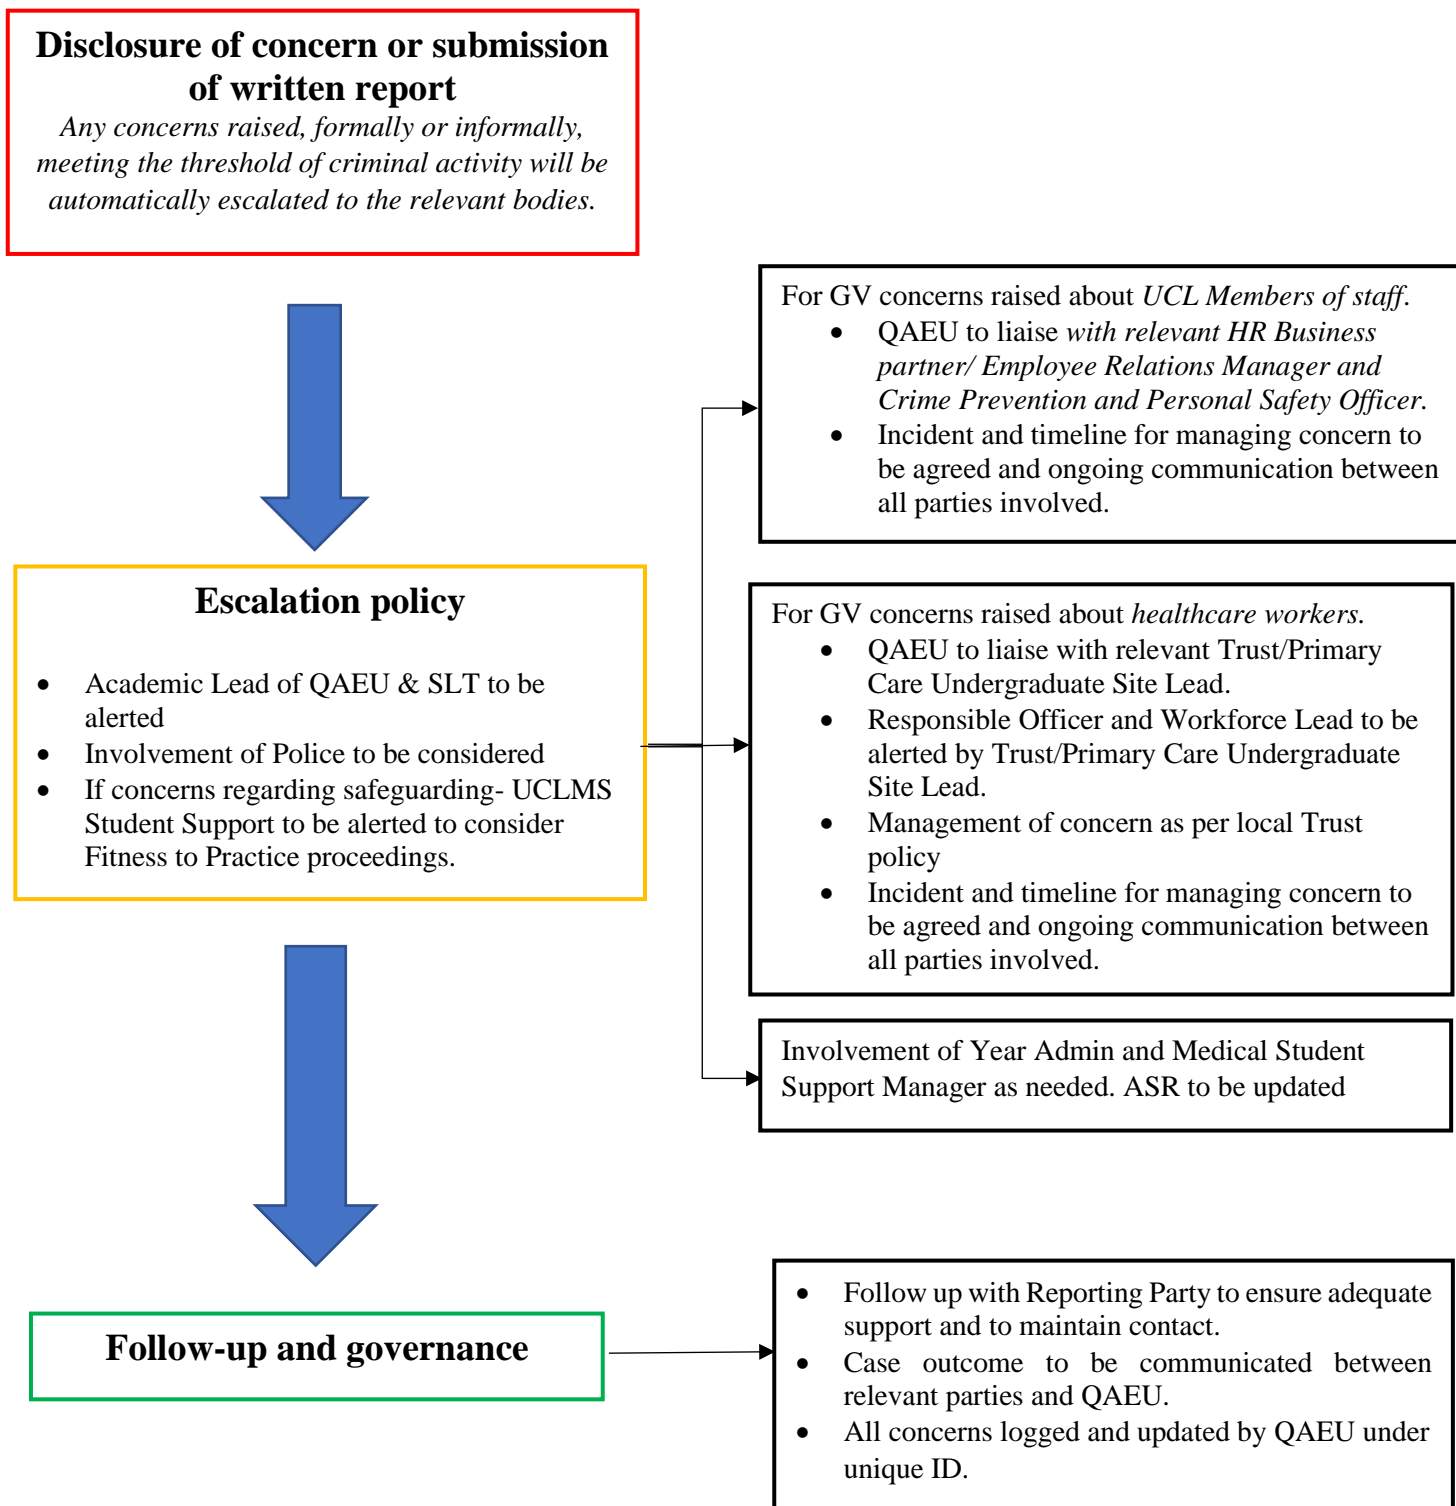 Disclosure of concern or submission
of written report
Any concerns raised, formally or informally,
meeting the threshold of criminal activity will be
automatically escalated to the relevant bodies.
For GV concerns raised about UCL Members of staff.
• QAEU to liaise with relevant HR Business
partner/ Employee Relations Manager and
Crime Prevention and Personal Safety Officer.
• Incident and timeline for managing concern to
be agreed and ongoing communication between
all parties involved.
Escalation policy
• Academic Lead of QAEU & SLT to be
alerted
• Involvement of Police to be considered
• If concerns regarding safeguarding- UCLMS
Student Support to be alerted to consider
Fitness to Practice proceedings.
For GV concerns raised about healthcare workers.
• QAEU to liaise with relevant Trust/Primary
Care Undergraduate Site Lead.
• Responsible Officer and Workforce Lead to be
alerted by Trust/Primary Care Undergraduate
Site Lead.
• Management of concern as per local Trust
policy
• Incident and timeline for managing concern to
be agreed and ongoing communication between
all parties involved.
Involvement of Year Admin and Medical Student
Support Manager as needed. ASR to be updated
Follow-up and governance
• Follow up with Reporting Party to ensure adequate
support and to maintain contact.
• Case outcome to be communicated between
relevant parties and QAEU.
• All concerns logged and updated by QAEU under
unique ID.